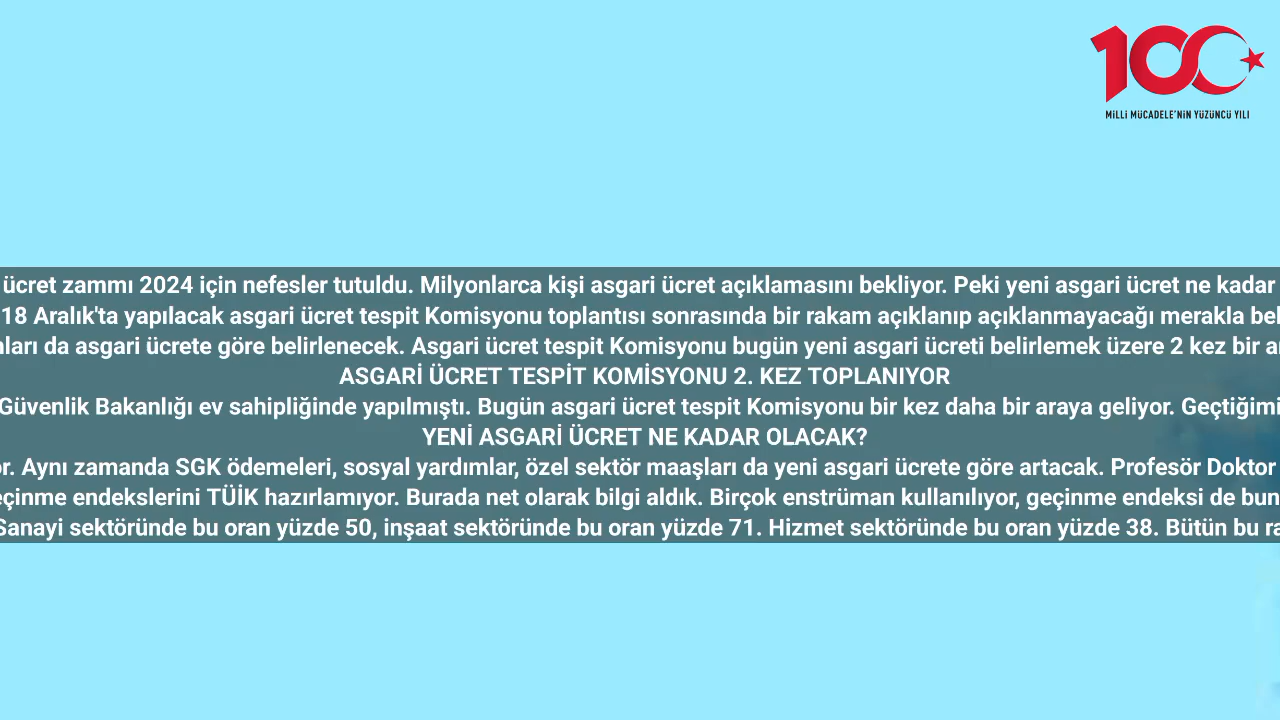 100
MİLLİ MÜCADELE'NİN YÜZÜNCÜ YILI
ücret zammı 2024 için nefesler tutuldu. Milyonlarca kişi asgari ücret açıklamasını bekliyor. Peki yeni asgari ücret ne kadar
18 Aralık'ta yapılacak asgari ücret tespit Komisyonu toplantısı sonrasında bir rakam açıklanıp açıklanmayacağı merakla
da asgari ücrete göre belirlenecek. Asgari ücret tespit Komisyonu bugün yeni asgari ücreti belirlemek üzere 2 kez bir
ASGARİ ÜCRET TESPİT KOMİSYONU 2. KEZ TOPLANIYOR
Güvenlik Bakanlığı ev sahipliğinde yapılmıştı. Bugün asgari ücret tespit Komisyonu bir kez daha bir araya geliyor.
YENİ ASGARİ ÜCRET NE KADAR OLACAK?
Aynı zamanda SGK ödemeleri, sosyal yardımlar, özel sektör maaşları da yeni asgari ücrete göre artacak. Profesör Doktor
endekslerini TÜİK hazırlamıyor. Burada net olarak bilgi aldık. Birçok enstrüman kullanılıyor, geçinme endeksi de
Sanayi sektöründe bu oran yüzde 50, inşaat sektöründe bu oran yüzde 71. Hizmet sektöründe bu oran yüzde 38. Bütün bu